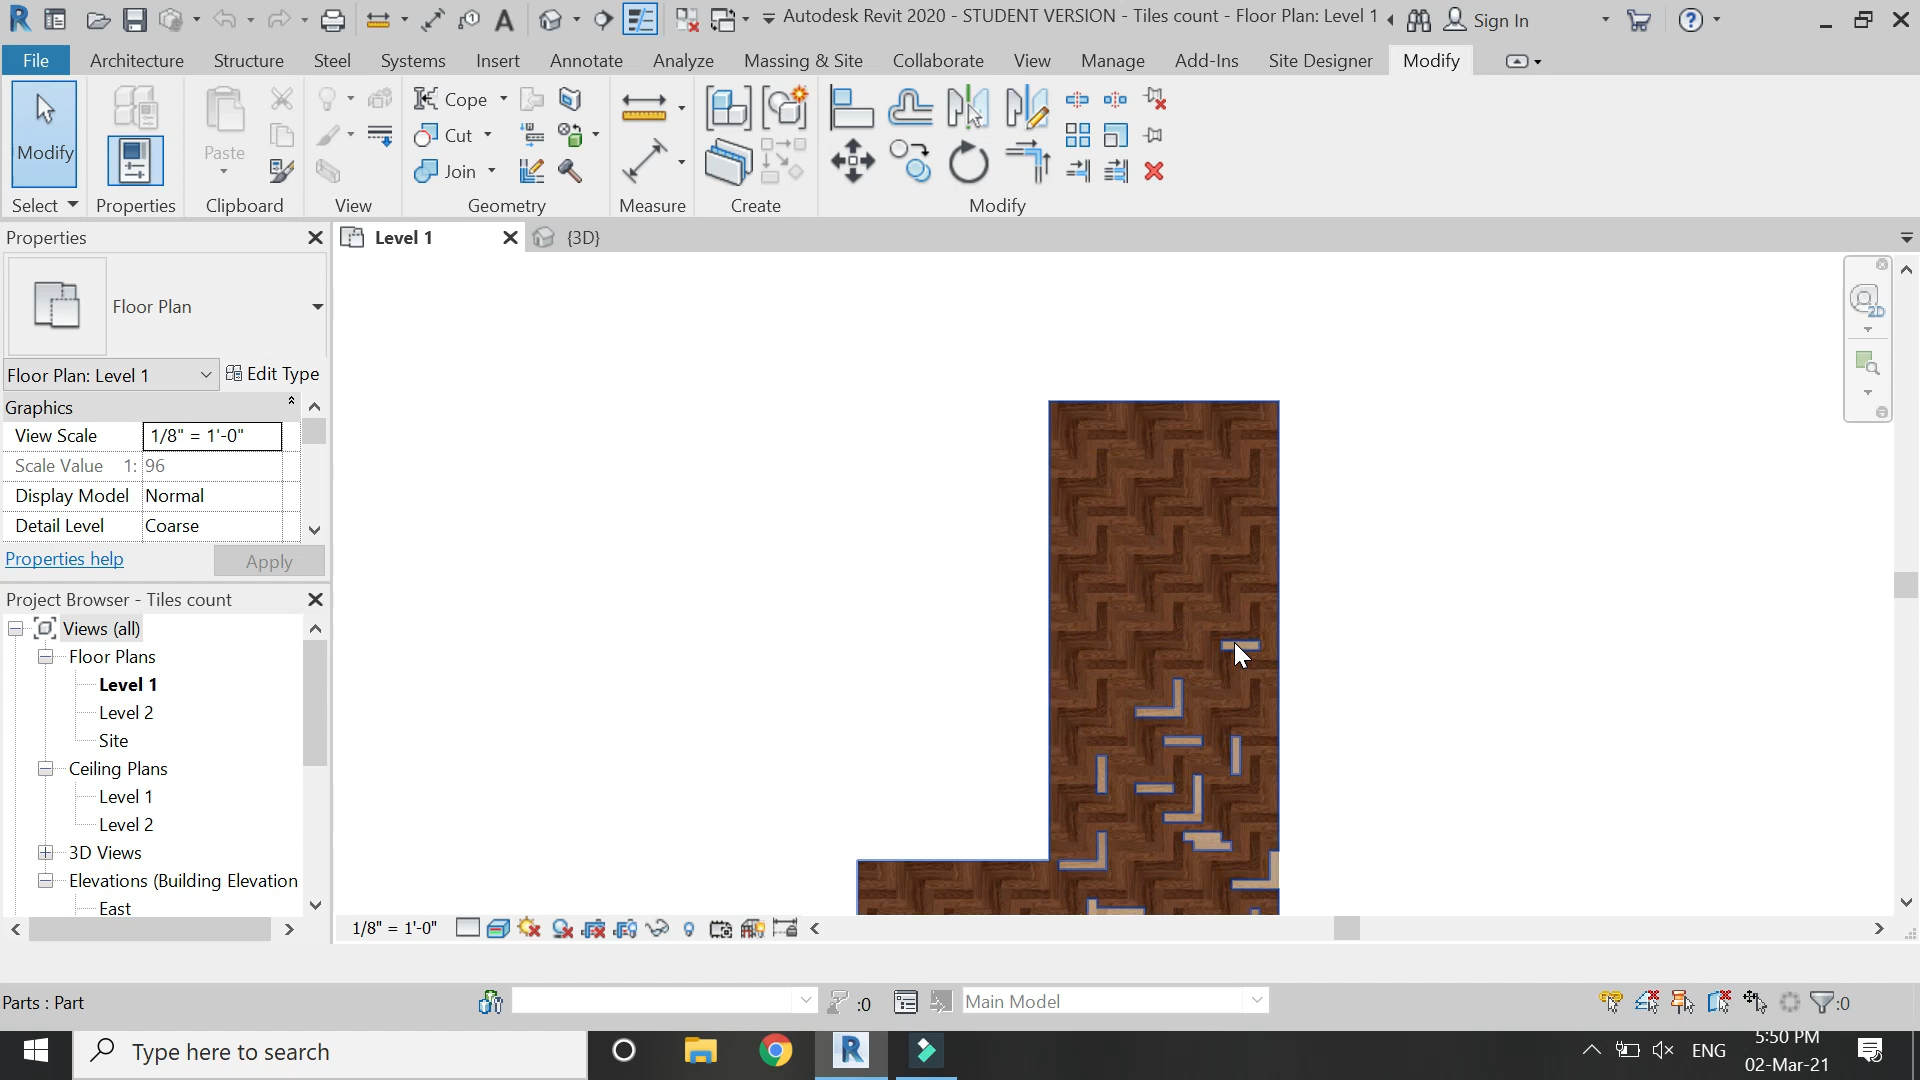 Autodesk Revit 2020 - STUDENT VERSION - Tiles count - Floor Plan: Level 1
Sign In
File
Architecture
Structure
Steel
Systems
Insert
Annotate
Analyze
Massing & Site
Collaborate
View
Manage
Add-Ins
Site Designer
Modify
Modify
Paste
Cope
Cut
Join
Select
Properties
Clipboard
View
Geometry
Measure
Create
Modify
Properties
Level 1
{3D}
Floor Plan
Floor Plan: Level 1
Edit Type
Graphics
View Scale
1/8" = 1'-0"
Scale Value 1:
96
Display Model
Normal
Detail Level
Coarse
Properties help
Apply
Project Browser - Tiles count
Views (all)
Floor Plans
Level 1
Level 2
Site
Ceiling Plans
Level 1
Level 2
3D Views
Elevations (Building Elevation
East
2D
1/8" = 1'-0"
Parts : Part
:0
Main Model
:0
Type here to search
ENG
5:50 PM
02-Mar-21